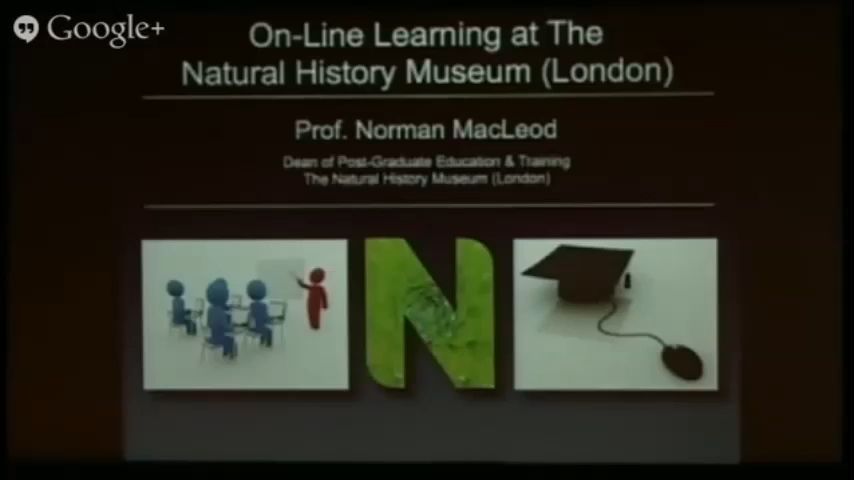 Google+
On-Line Learning at The
Natural History Museum (London)
Prof. Norman MacLeod
Dean of Post-Graduate Education & Training
The Natural History Museum (London)
N